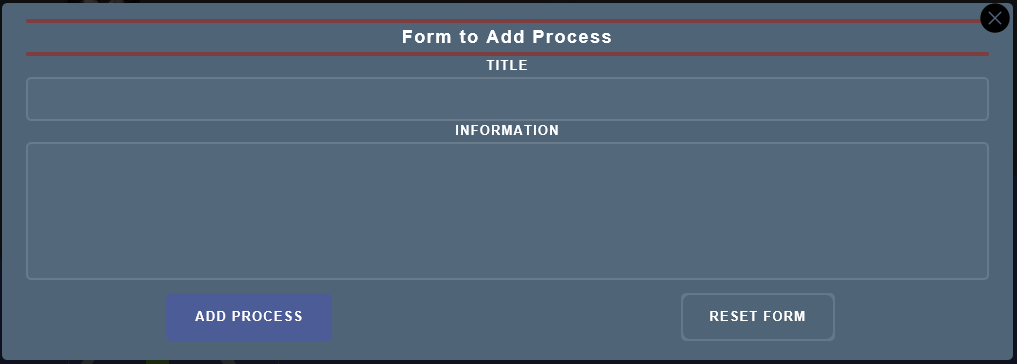 Form to Add Process
TITLE
INFORMATION
ADD PROCESS
RESET FORM